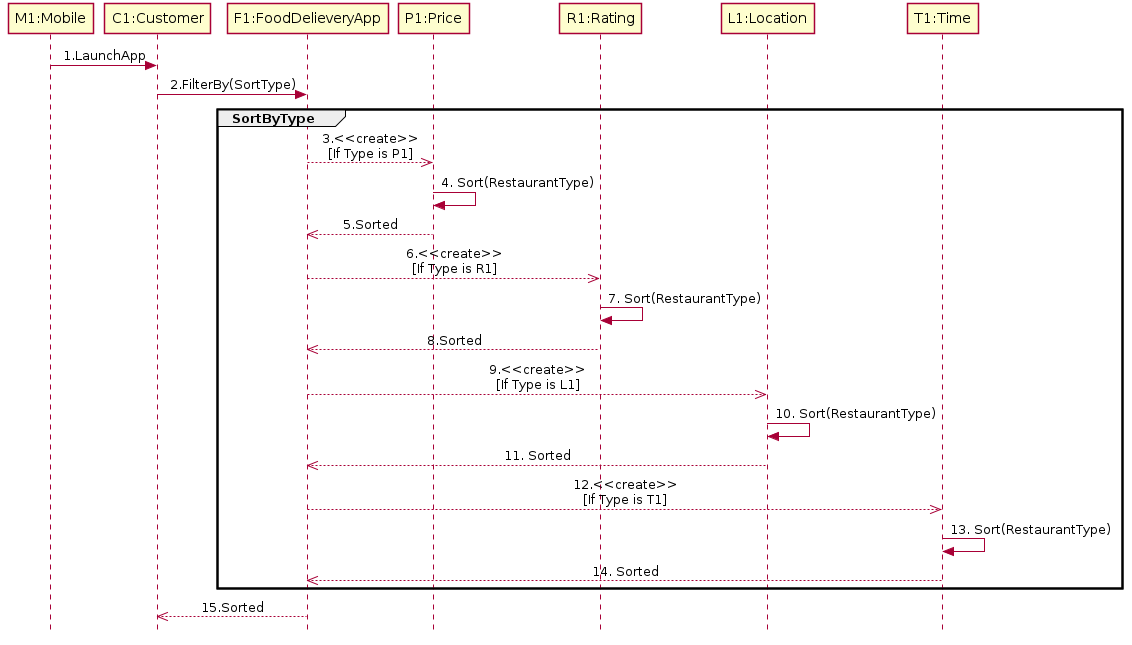 M1:Mobile
C1:Customer
F1:FoodDelieveryApp
P1:Price
R1:Rating
L1:Location
T1:Time
1.LaunchApp
2.FilterBy(SortType)
SortByType
3.<<create>>
[If Type is P1]
4. Sort(RestaurantType)
5.Sorted
6.<<create>>
[If Type is R1]
7. Sort(RestaurantType)
8.Sorted
9.<<create>>
[If Type is L1]
10. Sort(RestaurantType)
11. Sorted
12.<<create>>
[If Type is T1]
13. Sort(RestaurantType)
14. Sorted
15.Sorted